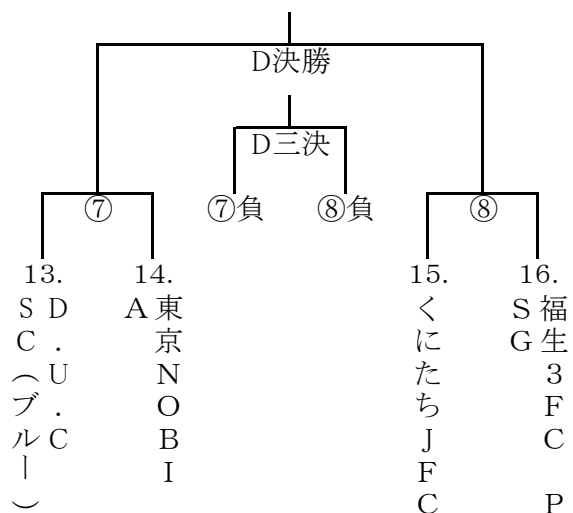 D決勝
D三決
⑦
⑦負
⑧負
⑧
13.
14.
15.
16.
D.U.C
SC(ブルー)
東京NOBI
A
くにたちJFC
福生3FC P
SG